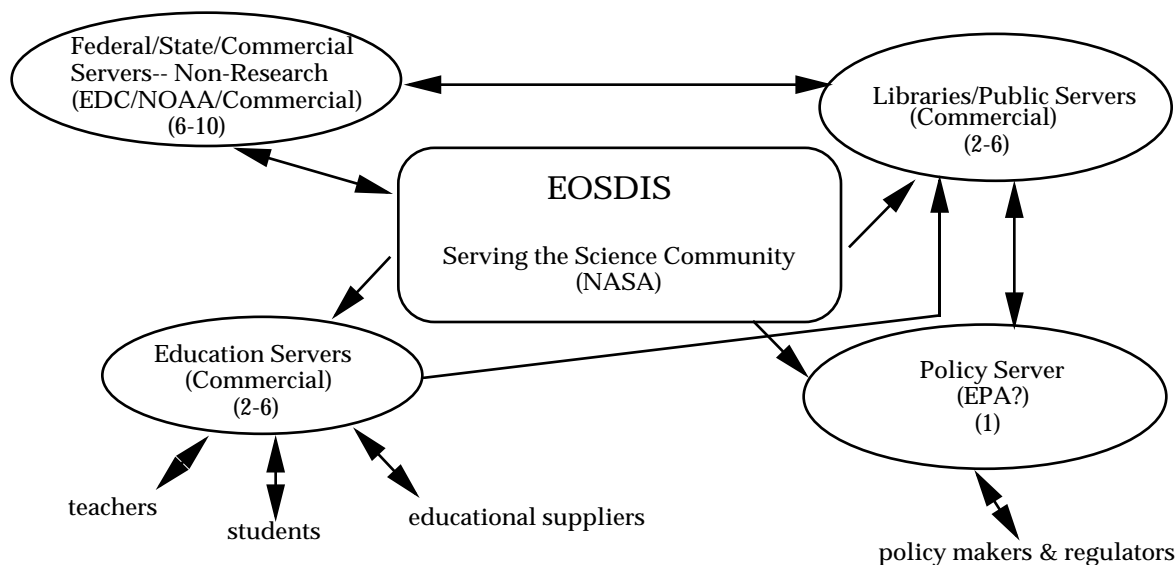 Federal/State/Commercial
Servers-- Non-Research
(EDC/NOAA/Commercial)
(6-10)
Libraries/Public Servers
(Commercial)
(2-6)
EOSDIS
Serving the Science Community
(NASA)
Education Servers
(Commercial)
(2-6)
Policy Server
(EPA?)
(1)
teachers
students
educational suppliers
policy makers & regulators